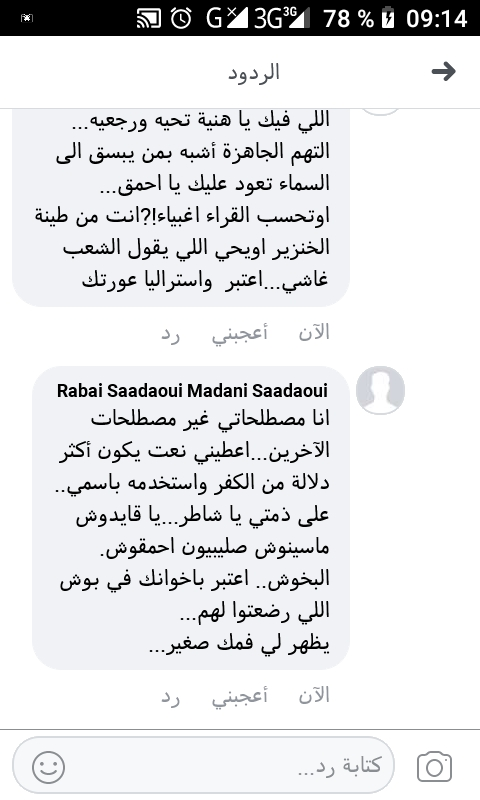 G 3G 3G 78 % 09:14
الردود
اللي فيك يا هنية تحيه ورجعيه...
التهم الجاهزة أشبه بمن يبسق الى
السماء تعود عليك يا احمق...
اوتحسب القراء اغبياء!?انت من طينة
الخنزير اويحي اللي يقول الشعب
غاشي...اعتبر واستراليا عورتك
الآن أعجبني رد
Rabai Saadaoui Madani Saadaoui
انا مصطلحاتي غير مصطلحات
الآخرين...اعطيني نعت يكون أكثر
دلالة من الكفر واستخدمه باسمي..
على ذمتي يا شاطر...يا قايدوش
ماسينوش صليبيون احمقوش.
البخوش.. اعتبر باخوانك في بوش
اللي رضعتوا لهم...
يظهر لي فمك صغير...
الآن أعجبني رد
كتابة رد...